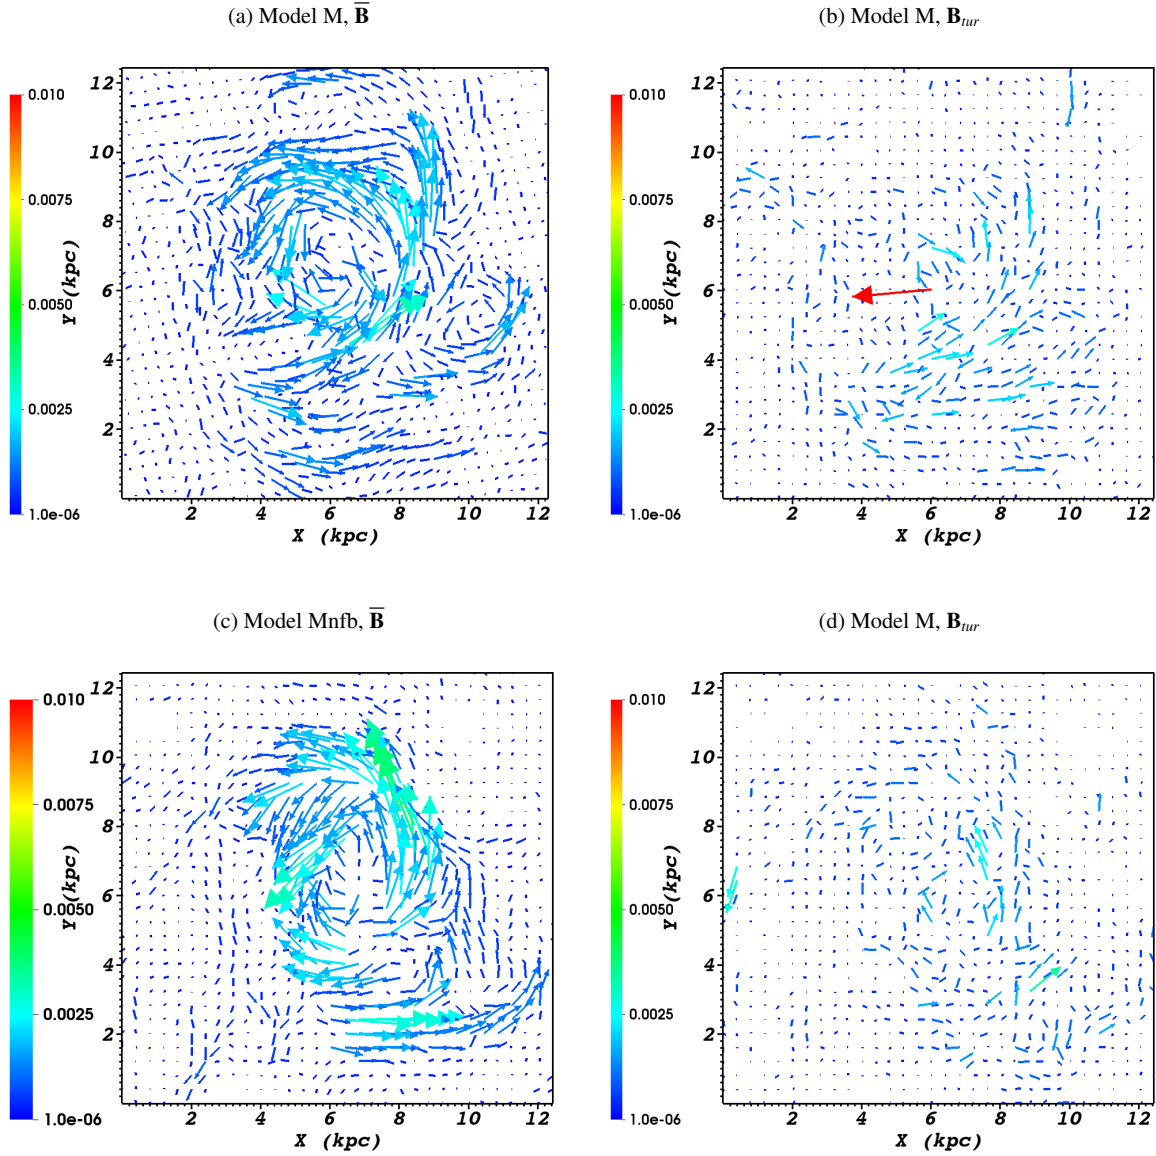 (a) Model M, B̅
(b) Model M, B_tur
12
10
8
6
4
2
Y (kpc)
0.010
0.0075
0.0050
0.0025
1.0e-06
2 4 6 8 10 12
X (kpc)
12
10
8
6
4
2
Y (kpc)
0.010
0.0075
0.0050
0.0025
1.0e-06
2 4 6 8 10 12
X (kpc)
(c) Model Mnfb, B̅
(d) Model M, B_tur
12
10
8
6
4
2
Y (kpc)
0.010
0.0075
0.0050
0.0025
1.0e-06
2 4 6 8 10 12
X (kpc)
12
10
8
6
4
2
Y (kpc)
0.010
0.0075
0.0050
0.0025
1.0e-06
2 4 6 8 10 12
X (kpc)